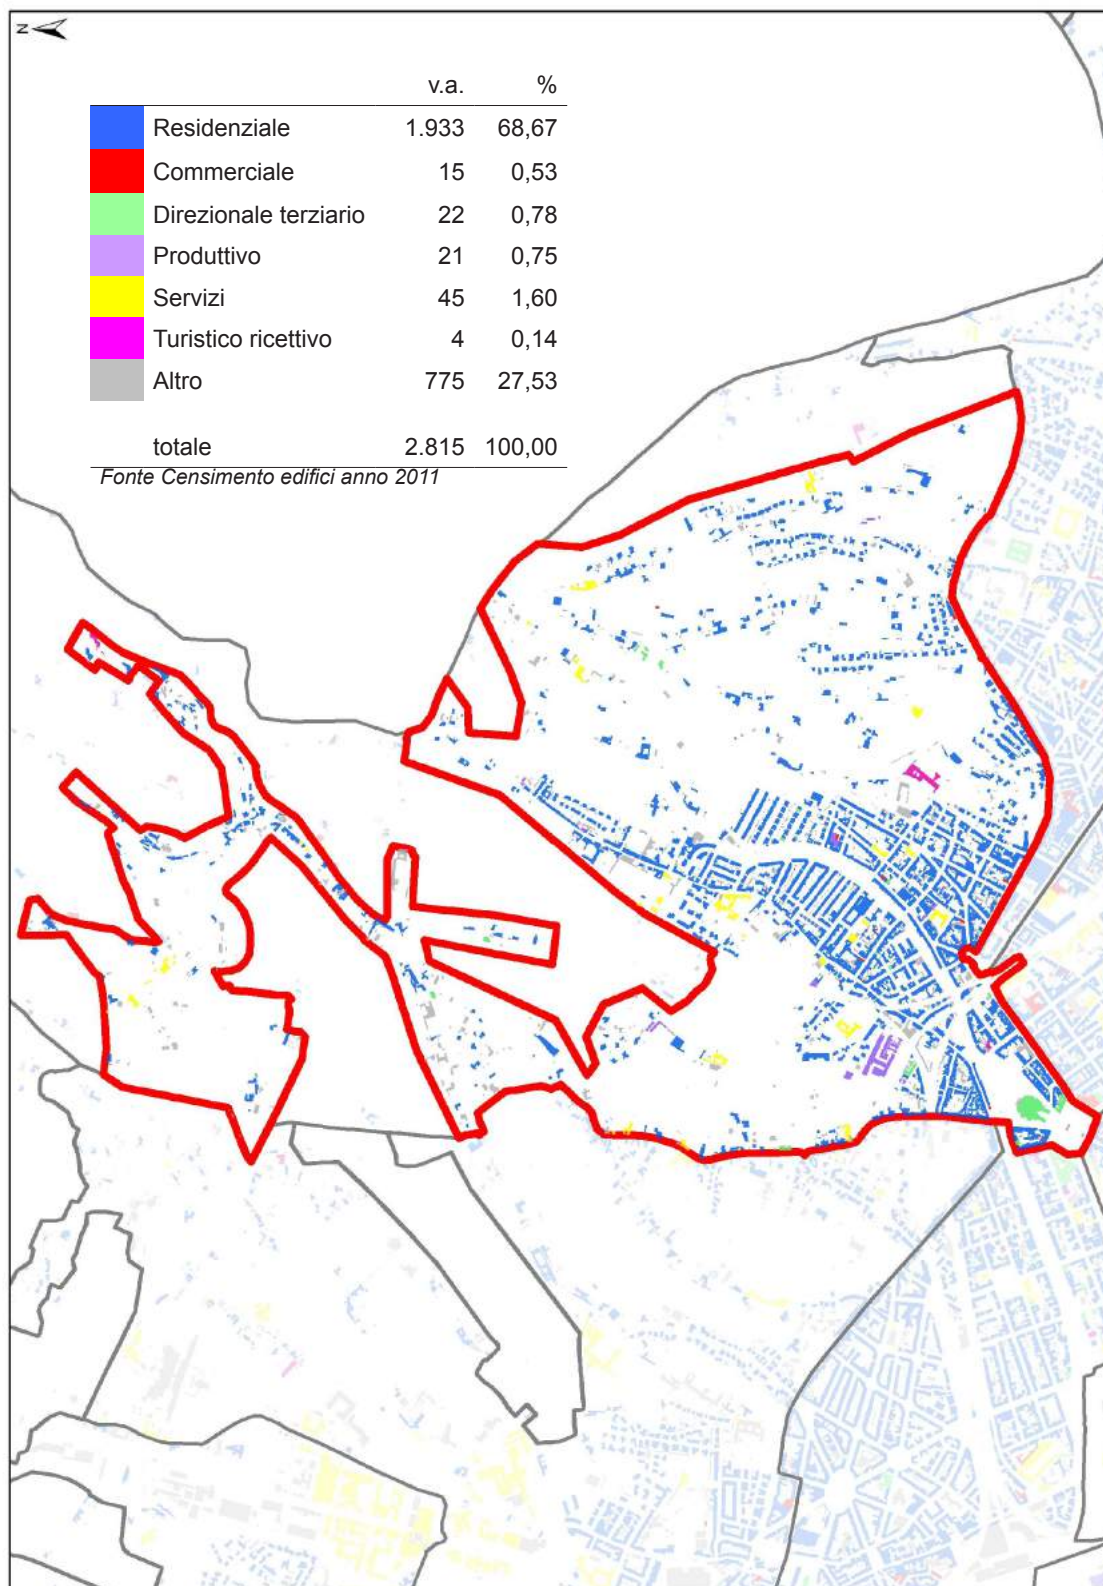 N
v.a. %
Residenziale 1.933 68,67
Commerciale 15 0,53
Direzionale terziario 22 0,78
Produttivo 21 0,75
Servizi 45 1,60
Turistico ricettivo 4 0,14
Altro 775 27,53
totale 2.815 100,00
Fonte Censimento edifici anno 2011